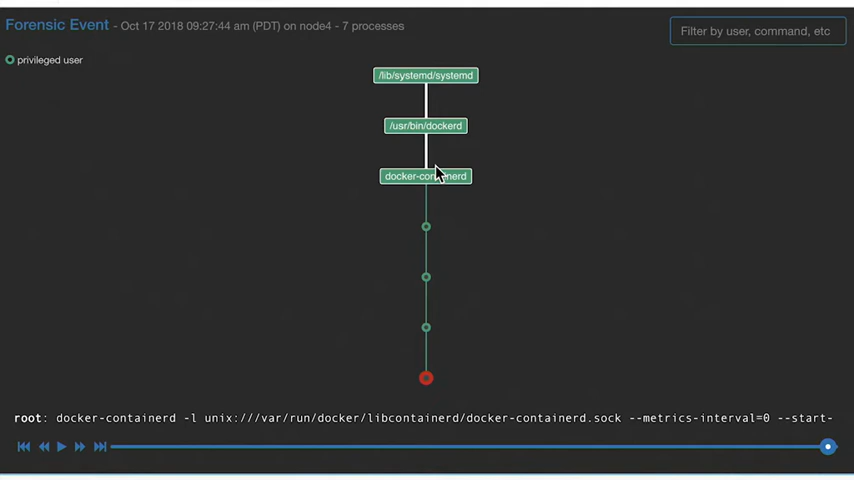 Forensic Event - Oct 17 2018 09:27:44 am (PDT) on node4 - 7 processes
Filter by user, command, etc
privileged user
/lib/systemd/systemd
/usr/bin/dockerd
docker-containerd
root: docker-containerd -l unix:///var/run/docker/libcontainerd/docker-containerd.sock --metrics-interval=0 --start-